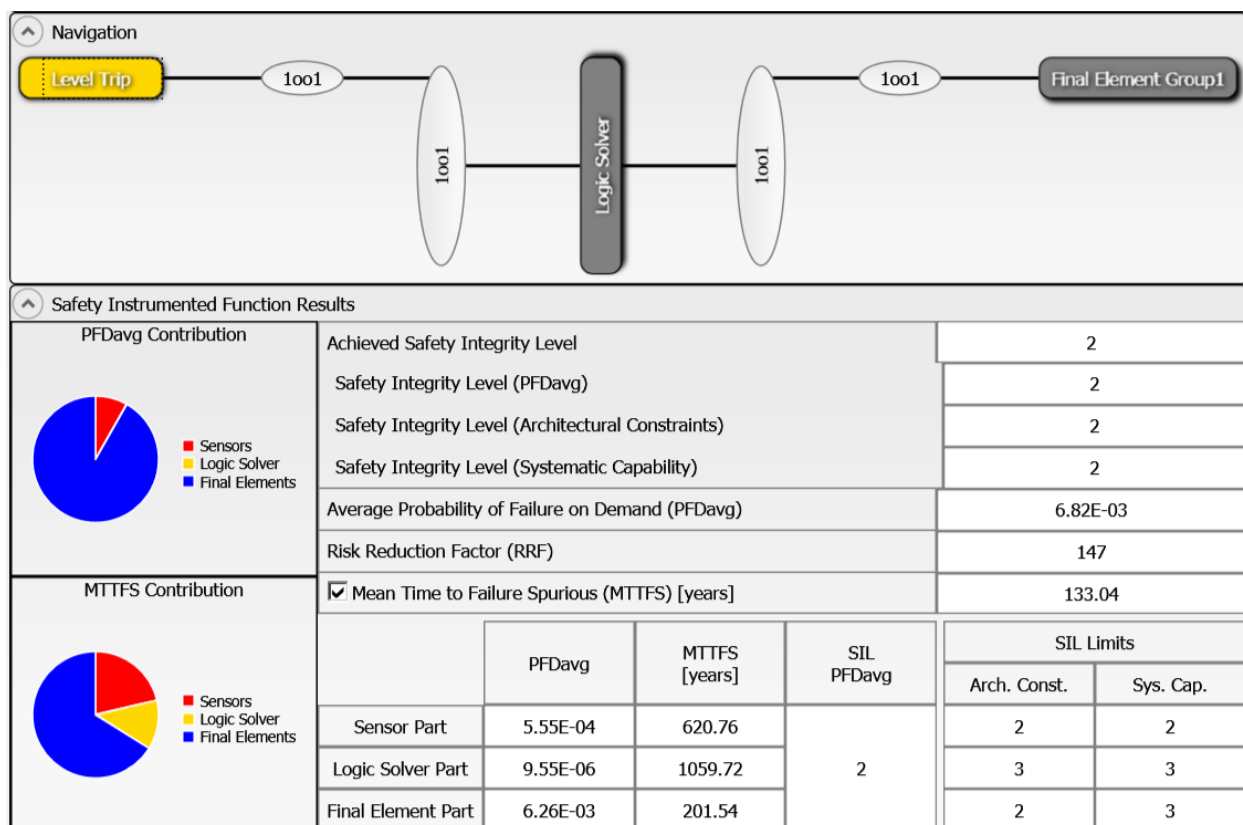 Navigation
Level Trip
1oo1
1oo1
Logic Solver
1oo1
1oo1
Final Element Group1
Safety Instrumented Function Results
PFDavg Contribution
Sensors
Logic Solver
Final Elements
MTTFS Contribution
Sensors
Logic Solver
Final Elements
Achieved Safety Integrity Level 2
Safety Integrity Level (PFDavg) 2
Safety Integrity Level (Architectural Constraints) 2
Safety Integrity Level (Systematic Capability) 2
Average Probability of Failure on Demand (PFDavg) 6.82E-03
Risk Reduction Factor (RRF) 147
Mean Time to Failure Spurious (MTTFS) [years] 133.04
PFDavg
MTTFS
[years]
SIL
PFDavg
SIL Limits
Arch. Const. Sys. Cap.
Sensor Part 5.55E-04 620.76 2 2
Logic Solver Part 9.55E-06 1059.72 2 3 3
Final Element Part 6.26E-03 201.54 2 3